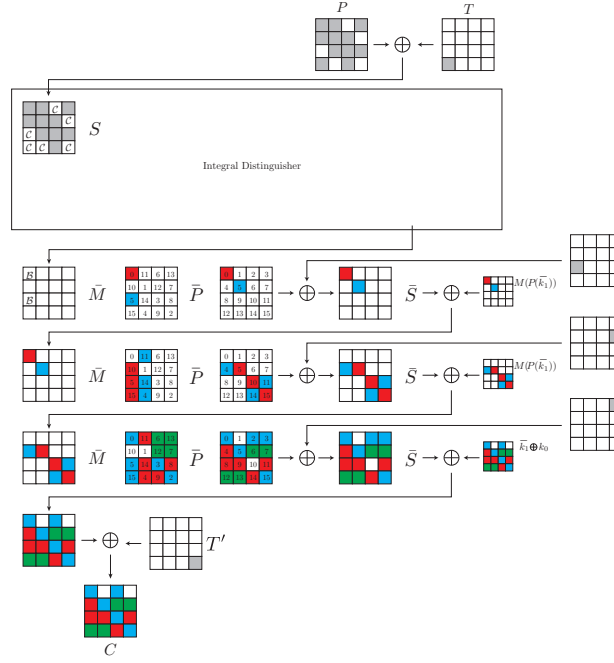 P T
C
C
C
C C C
S
Integral Distinguisher
B 0 11 6 13 0 1 2 3
10 1 12 7 4 5 6 7
B 5 14 3 8 8 9 10 11
15 4 9 2 12 13 14 15
M̄ P̄ S̄ M(P(k̄₁))
0 11 6 13 0 1 2 3
10 1 12 7 4 5 6 7
5 14 3 8 8 9 10 11
15 4 9 2 12 13 14 15
M̄ P̄ S̄ M(P(k̄₁))
0 11 6 13 0 1 2 3
10 1 12 7 4 5 6 7
5 14 3 8 8 9 10 11
15 4 9 2 12 13 14 15
M̄ P̄ S̄ k̄₁⊕k₀
T′
C